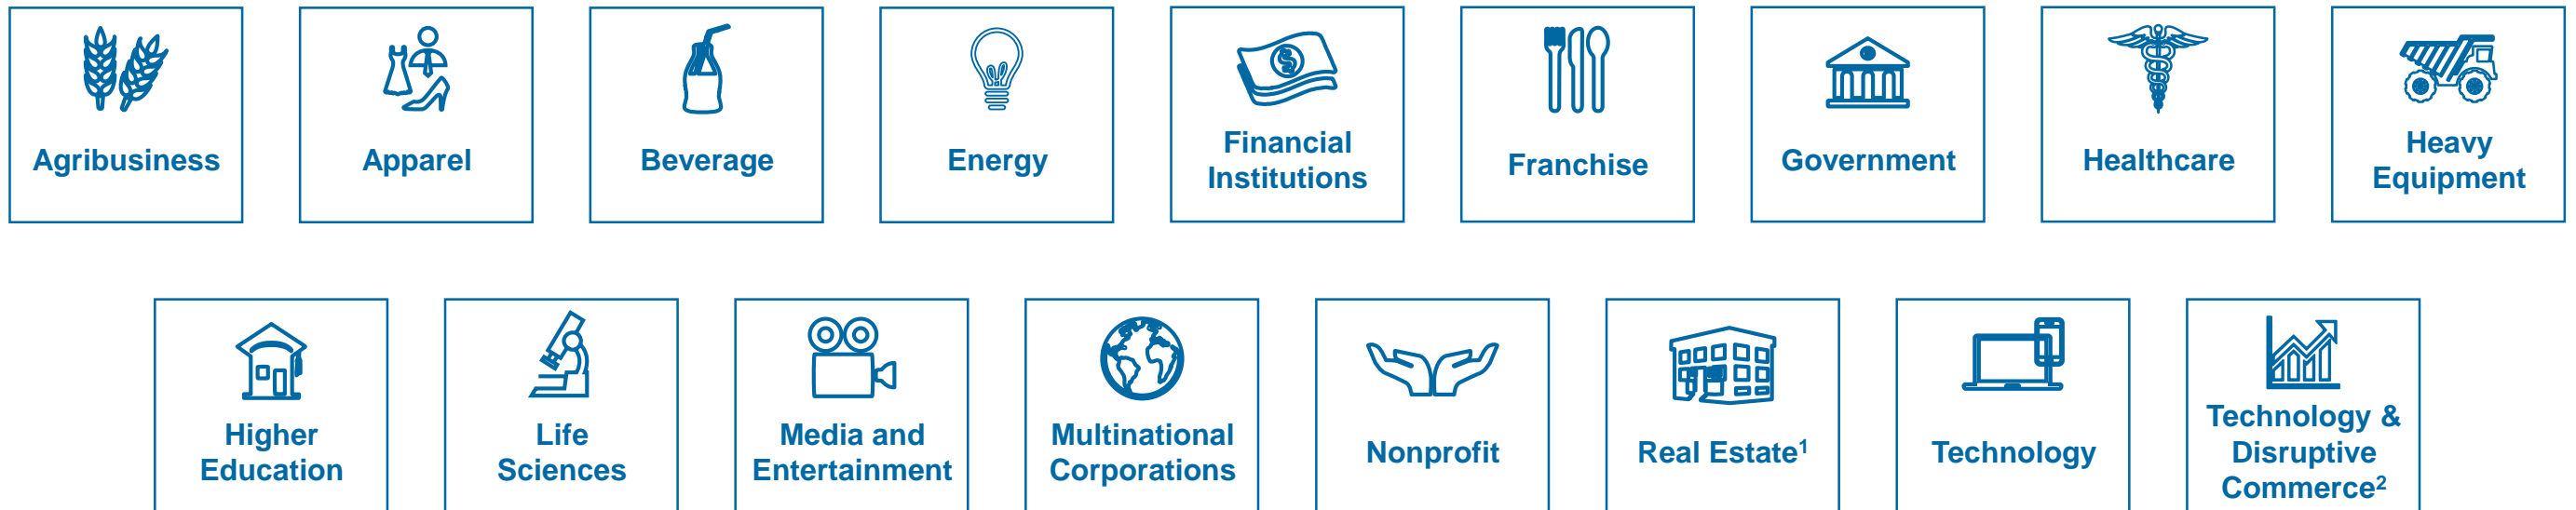 Agribusiness
Apparel
Beverage
Energy
Financial
Institutions
Franchise
Government
Healthcare
Heavy
Equipment
Higher
Education
Life
Sciences
Media and
Entertainment
Multinational
Corporations
Nonprofit
Real Estate¹
Technology
Technology &
Disruptive
Commerce²